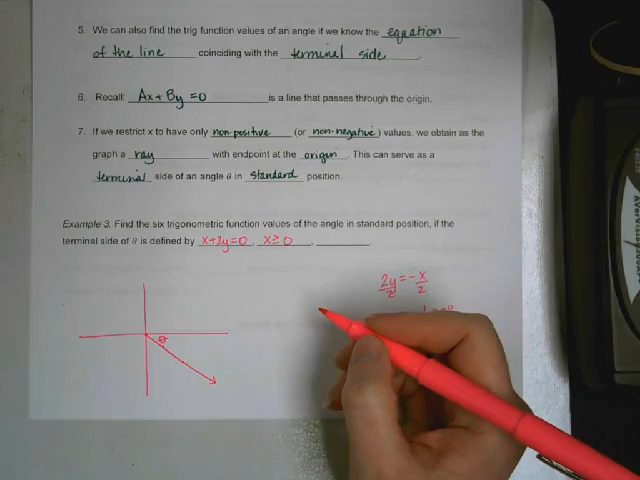 5. We can also find the trig function values of an angle if we know the equation
of the line coinciding with the terminal side.
6. Recall: Ax+By=0 is a line that passes through the origin.
7. If we restrict x to have only non-positive (or non-negative) values, we obtain as the
graph a ray with endpoint at the origin. This can serve as a
terminal side of an angle θ in standard position.
Example 3. Find the six trigonometric function values of the angle in standard position, if the
terminal side of θ is defined by x+2y=0, x≥0,
2y/2 = -x/2
θ